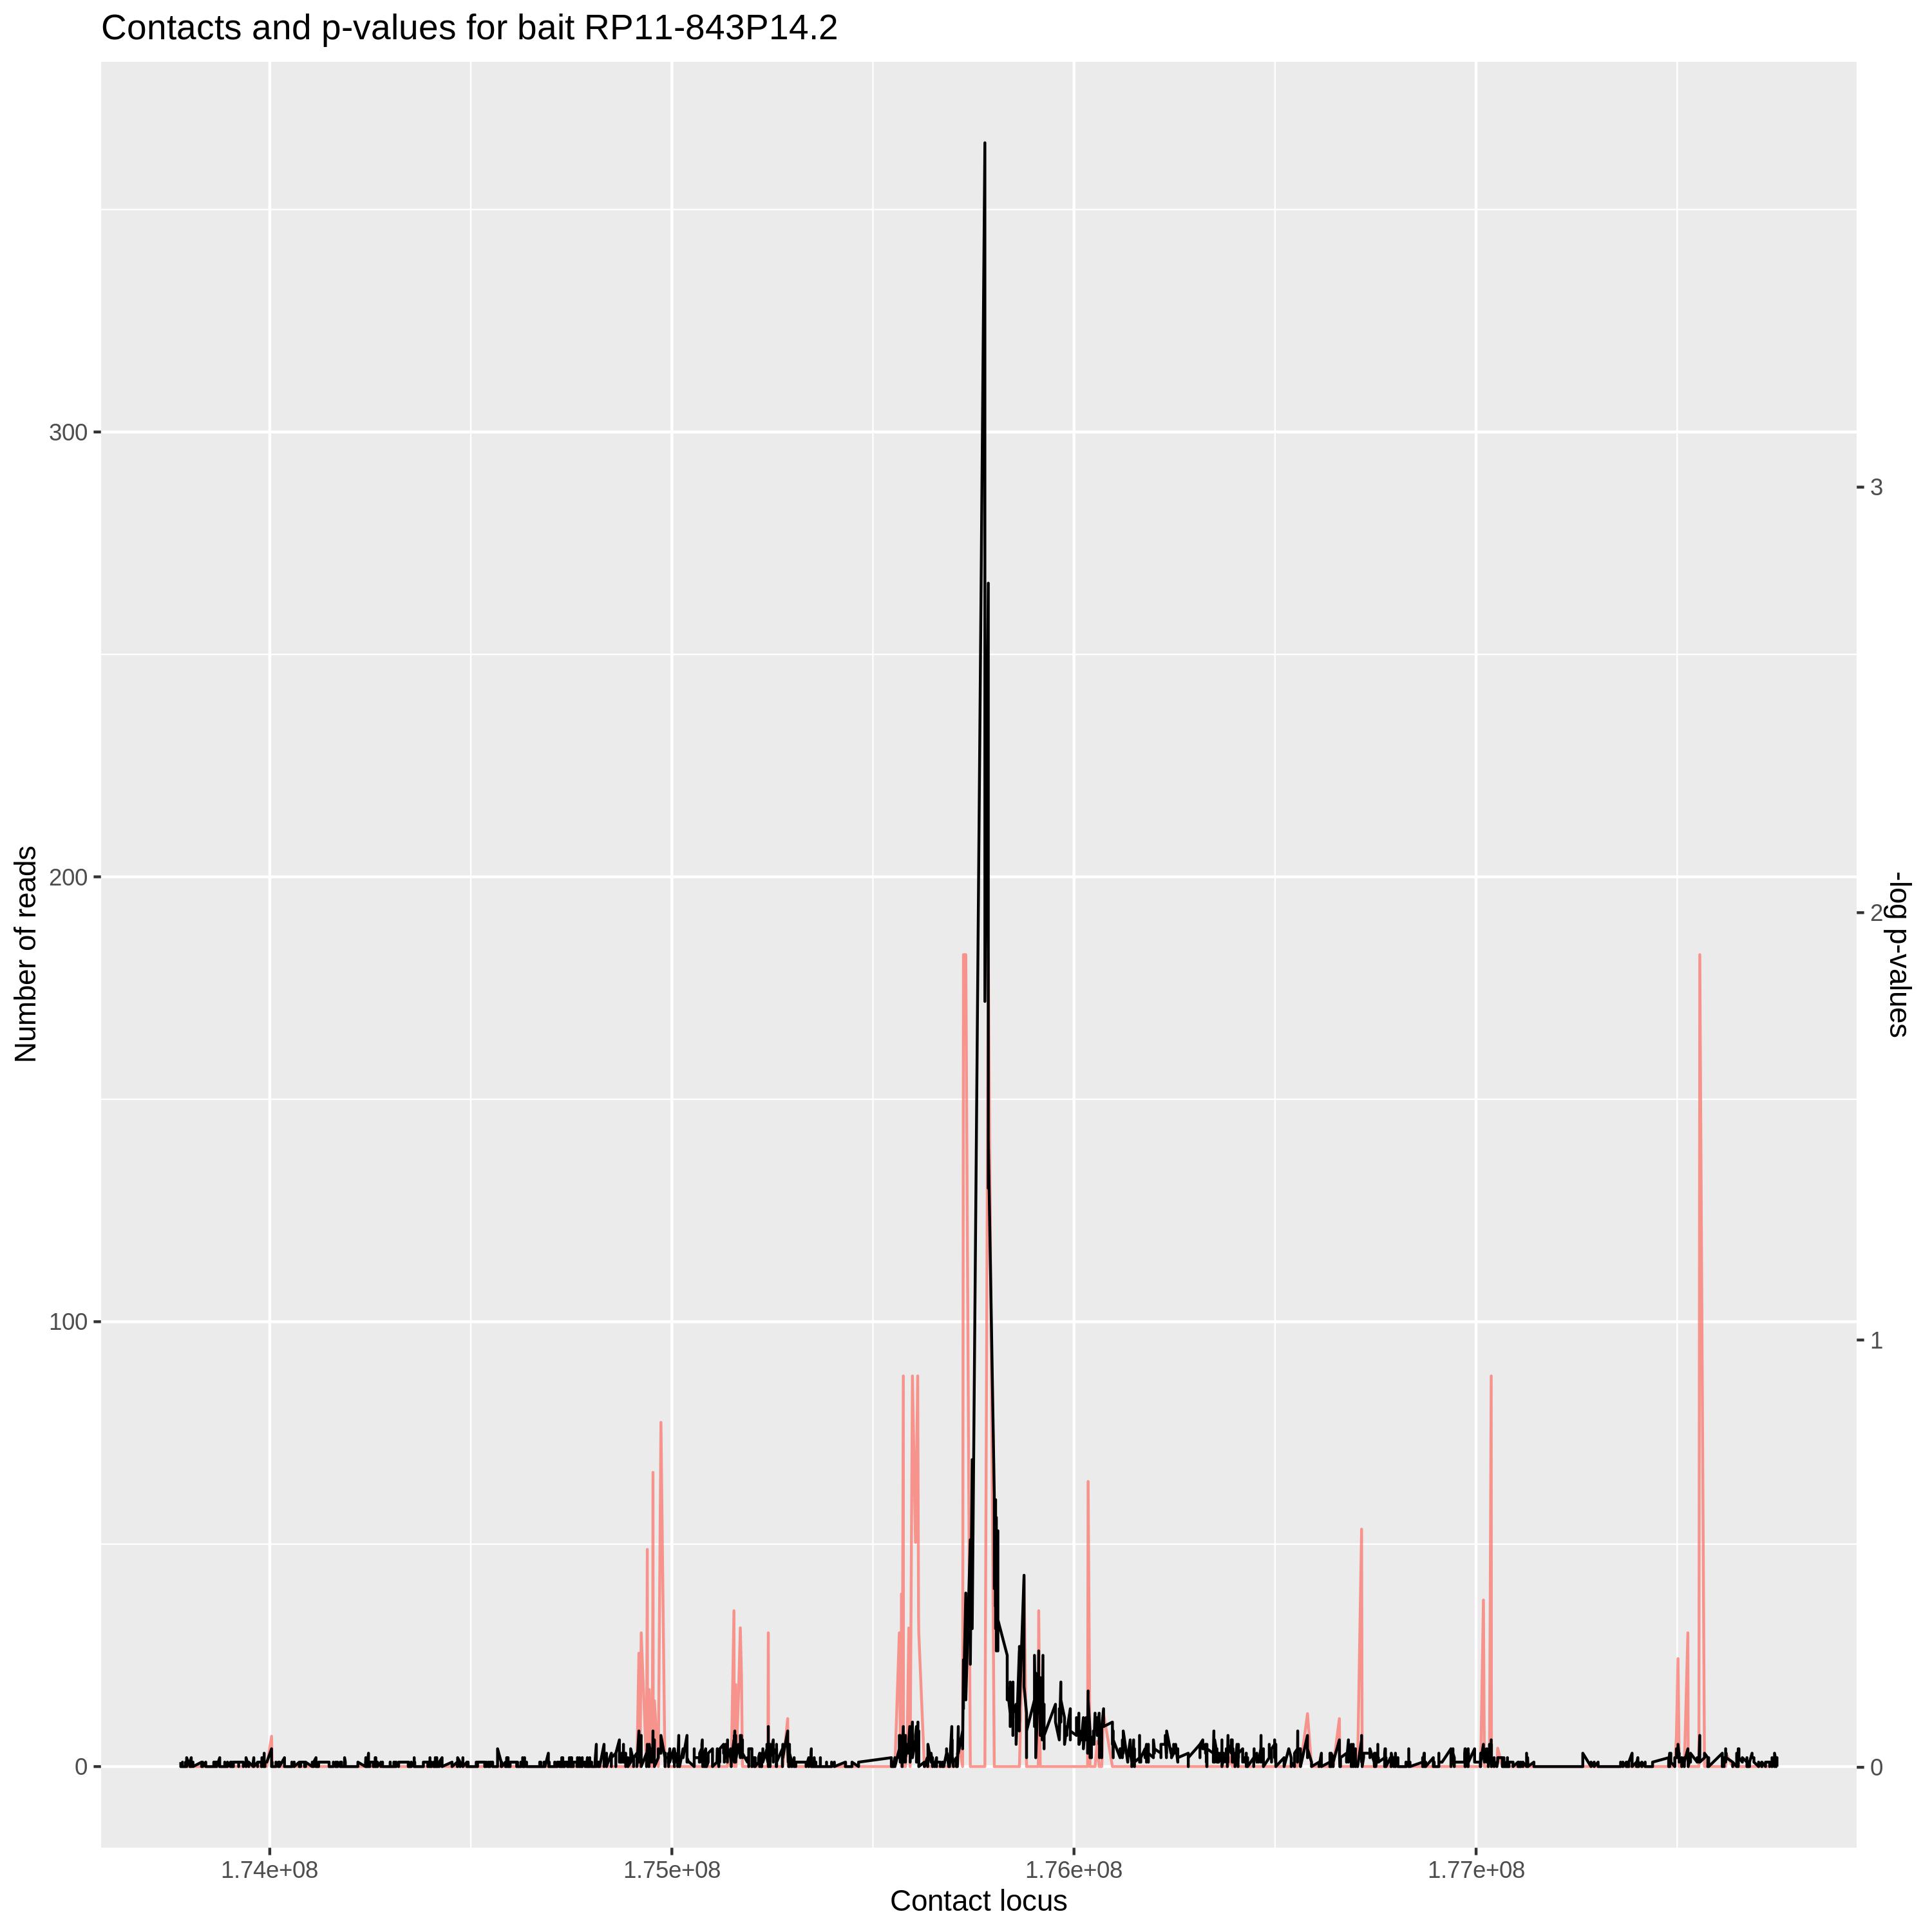 Contacts and p-values for bait RP11-843P14.2
Number of reads
300
200
100
0
3
2
1
0
-log p-values
1.74e+08
1.75e+08
1.76e+08
1.77e+08
Contact locus